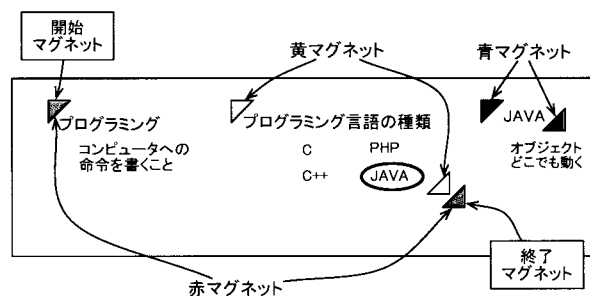 開始
マグネット
黄マグネット
青マグネット
プログラミング
コンピュータへの
命令を書くこと
プログラミング言語の種類
C PHP
C++ JAVA
JAVA
オブジェクト
どこでも動く
赤マグネット
終了
マグネット